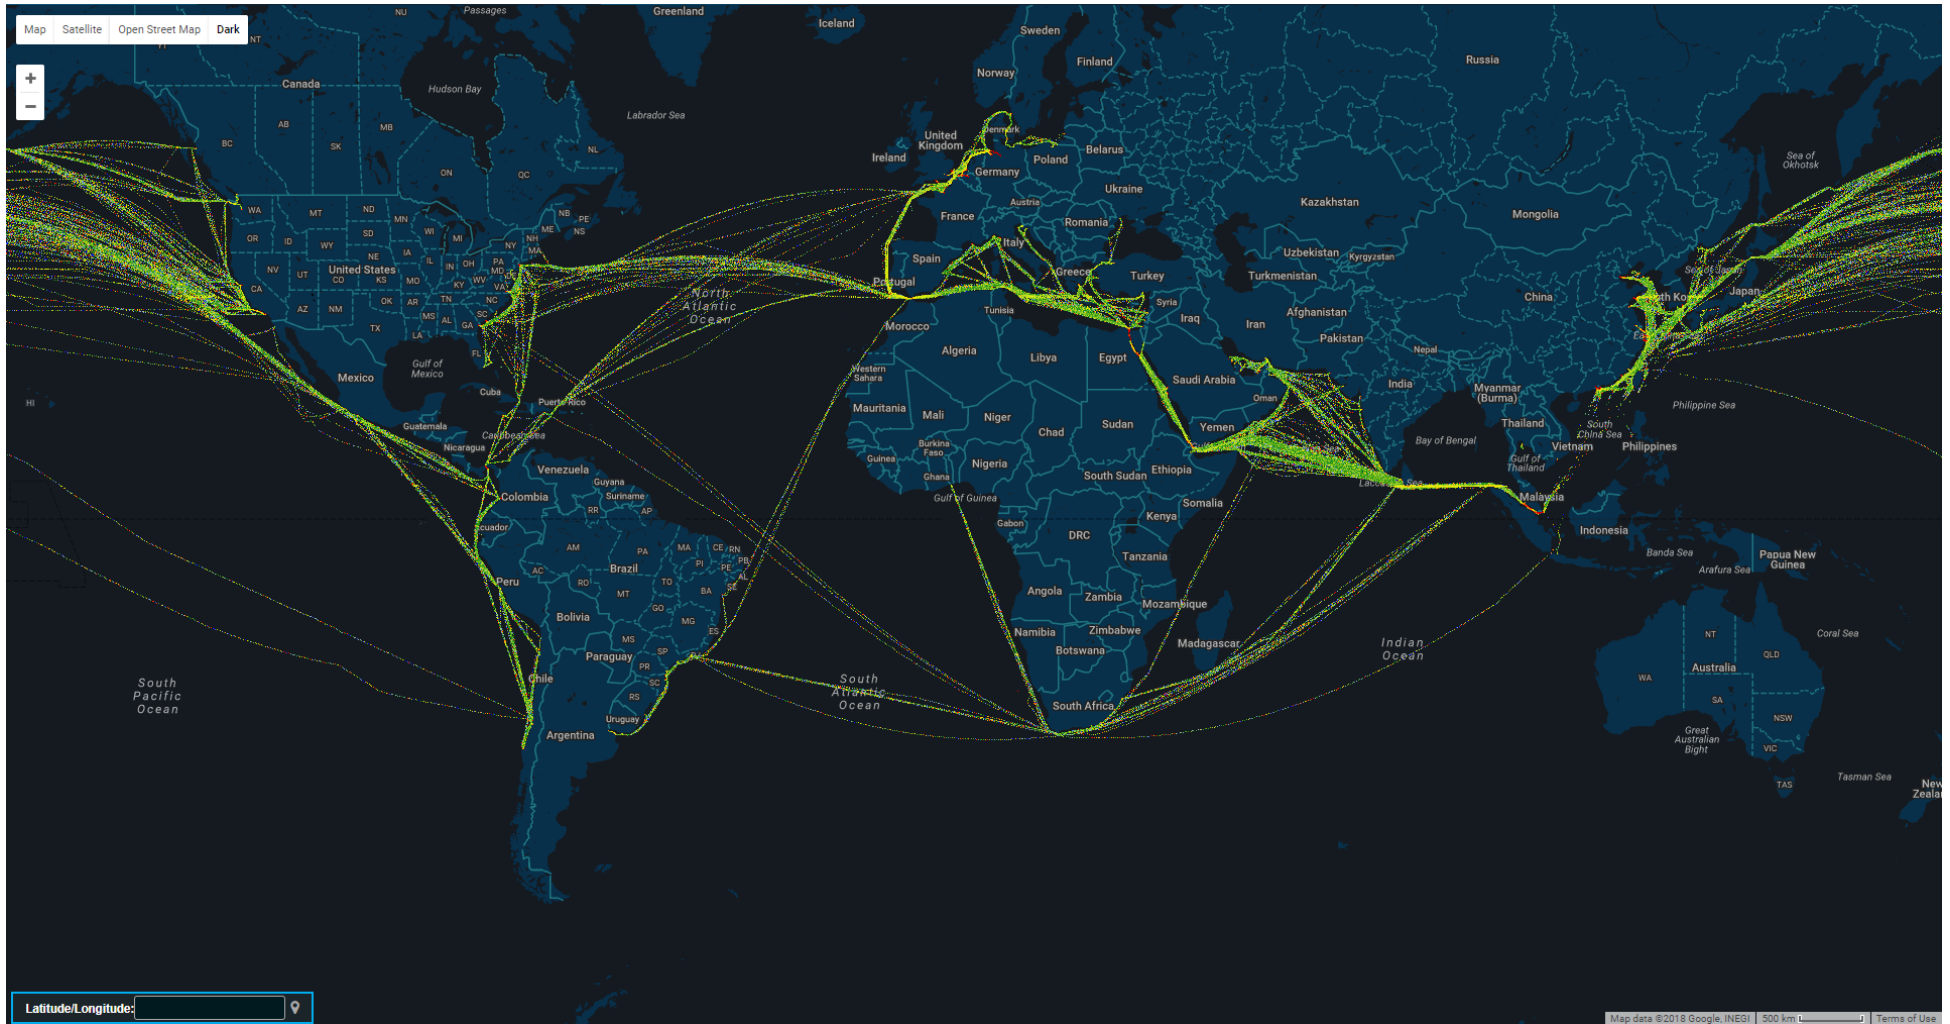 Map Satellite Open Street Map Dark
+
−
NU
Passages
Greenland
Iceland
Sweden
Norway
Finland
Russia
NT
Canada
Hudson Bay
Labrador Sea
AB
MB
BC
SK
NL
ON
QC
United
Kingdom
Ireland
Denmark
Belarus
Poland
Germany
Sea of
Okhotsk
Ukraine
Kazakhstan
Mongolia
Austria
France
Romania
WA
MT
ND
MN
NB
PE
NS
ME
OR
ID
WY
SD
WI
MI
NH
NY
MA
Italy
Spain
Uzbekistan
Kyrgyzstan
NV
UT
NE
United States
CO
KS
IA
IL
IN
OH
PA
MD
DE
MO
KY
WV
VA
Portugal
Greece
Turkey
Turkmenistan
Sea of Japan
Japan
China
CA
AZ
NM
OK
AR
TN
NC
MS
AL
SC
GA
TX
LA
FL
North
Atlantic
Ocean
Tunisia
Syria
Morocco
Iraq
Iran
Afghanistan
Pakistan
Nepal
Algeria
Libya
Egypt
Gulf of
Mexico
Mexico
Western
Sahara
Saudi Arabia
India
Myanmar
(Burma)
Cuba
Puerto Rico
HI
Oman
Philippine Sea
Mauritania
Mali
Niger
Chad
Sudan
Yemen
Thailand
South
China Sea
Guatemala
Caribbean Sea
Nicaragua
Burkina
Faso
Bay of Bengal
Vietnam
Philippines
Guinea
Nigeria
Ghana
Ethiopia
South Sudan
Gulf of
Thailand
Venezuela
Guyana
Suriname
Colombia
Gulf of Guinea
Somalia
Laccadive Sea
Malaysia
RR
AP
Gabon
Kenya
Indonesia
DRC
AM
PA
MA
CE
RN
Tanzania
Banda Sea
Papua New
Guinea
Peru
AC
Brazil
PI
PB
PE
AL
SE
Arafura Sea
RO
TO
MT
BA
Angola
Zambia
Mozambique
Bolivia
GO
MG
ES
Namibia
Zimbabwe
NT
Coral Sea
MS
SP
Paraguay
PR
Botswana
Madagascar
Indian
Ocean
QLD
Australia
South
Pacific
Ocean
Chile
SC
RS
South
Atlantic
Ocean
WA
SA
South Africa
Uruguay
NSW
Argentina
Great
Australian
Bight
VIC
TAS
Tasman Sea
New
Latitude/Longitude:
Map data ©2018 Google, INEGI 500 km Terms of Use